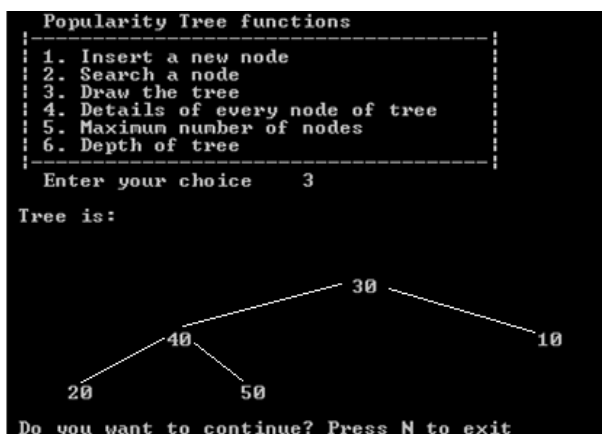 Popularity Tree functions
1. Insert a new node
2. Search a node
3. Draw the tree
4. Details of every node of tree
5. Maximum number of nodes
6. Depth of tree
Enter your choice 3
Tree is:
30
40 10
20 50
Do you want to continue? Press N to exit